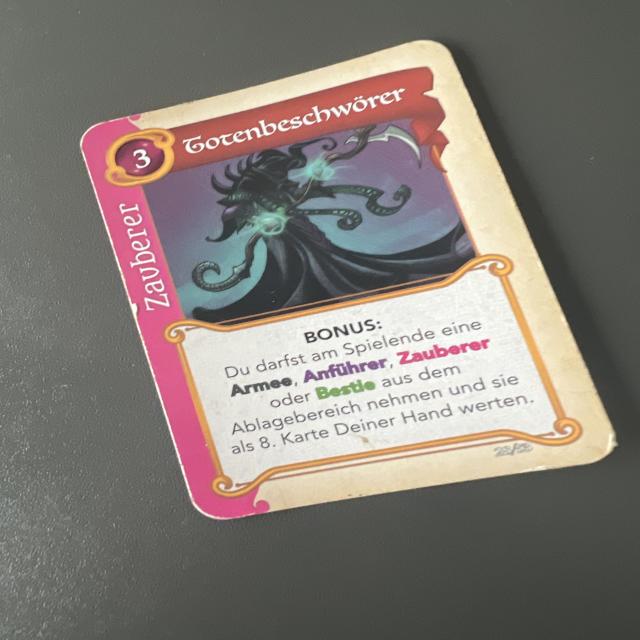 3
Totenbeschwörer
Zauberer
BONUS:
Du darfst am Spielende eine
Armee, Anführer, Zauberer
oder Bestie aus dem
Ablagebereich nehmen und sie
als 8. Karte Deiner Hand werten.